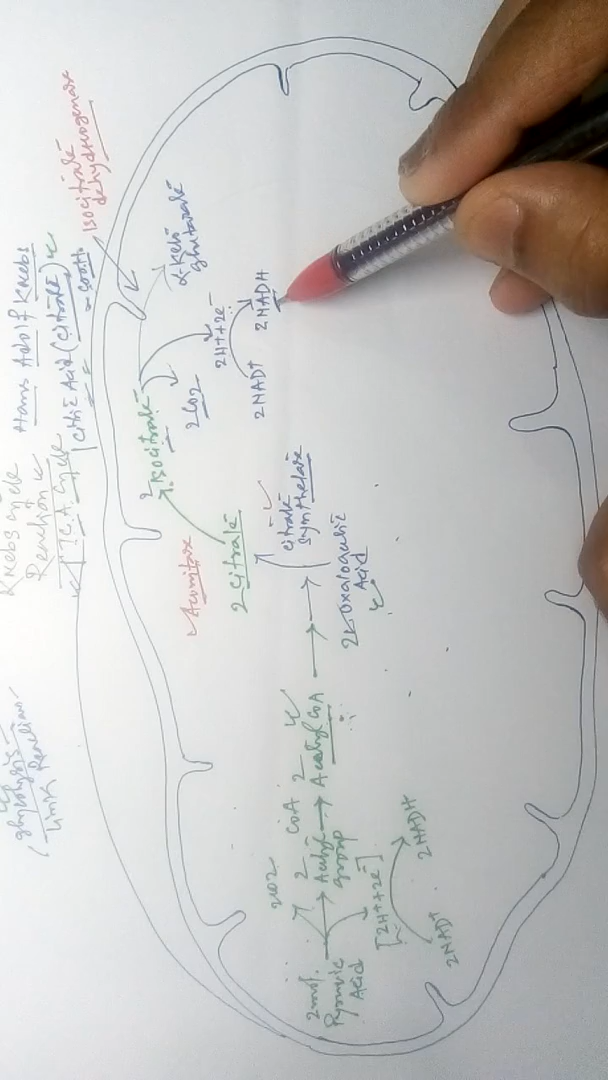 Krebs cycle
Reaction
T.C.A Cycle
Hans Adolf Krebs
Citric Acid (Citrate)
-COOH
Glycolysis
Link Reaction
Isocitrate
dehydrogenase
2 mol.
Pyruvic
Acid
2CO2
[2H++2e-]
2NAD+
2NADH
2
Acetyl
group
CoA
2
Acetyl CoA
2 Oxaloacetic
Acid
Citrate
Synthetase
2 Citrate
Aconitase
2 Isocitrate
2CO2
2H++2e-
2NAD+
2NADH
α-Keto
glutarate